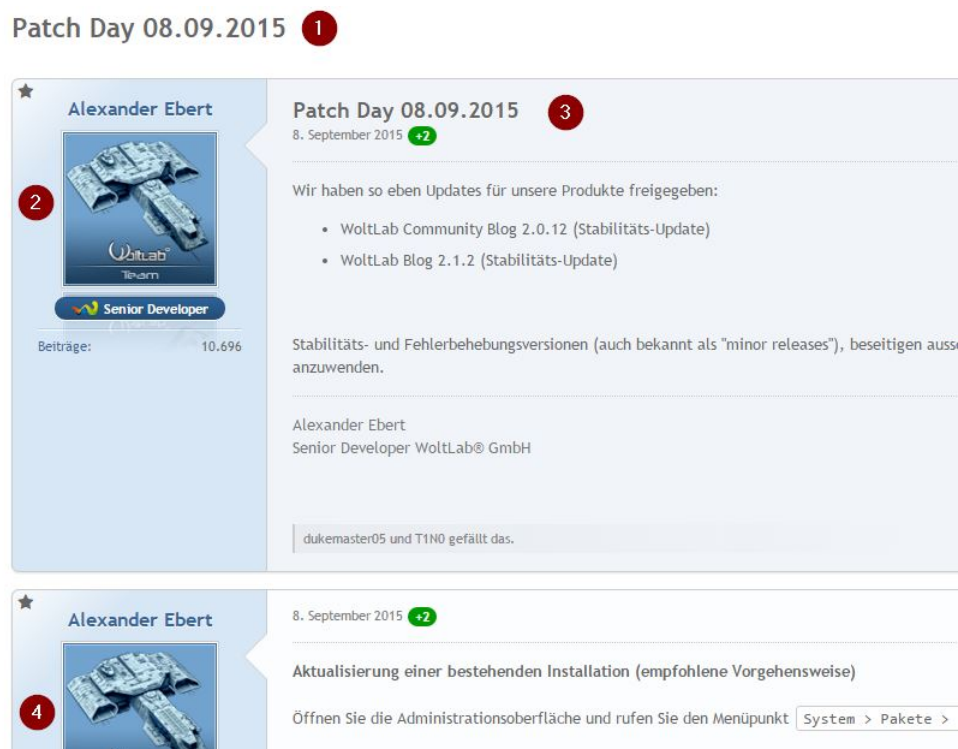 Patch Day 08.09.2015 1
Alexander Ebert
2
WoltLab®
Team
Senior Developer
Beiträge: 10.696
Patch Day 08.09.2015 3
8. September 2015 +2
Wir haben so eben Updates für unsere Produkte freigegeben:
• WoltLab Community Blog 2.0.12 (Stabilitäts-Update)
• WoltLab Blog 2.1.2 (Stabilitäts-Update)
Stabilitäts- und Fehlerbehebungsversionen (auch bekannt als "minor releases"), beseitigen
anzuwenden.
Alexander Ebert
Senior Developer WoltLab® GmbH
dukemaster05 und T1N0 gefällt das.
Alexander Ebert
4
8. September 2015 +2
Aktualisierung einer bestehenden Installation (empfohlene Vorgehensweise)
Öffnen Sie die Administrationsoberfläche und rufen Sie den Menüpunkt System > Pakete >